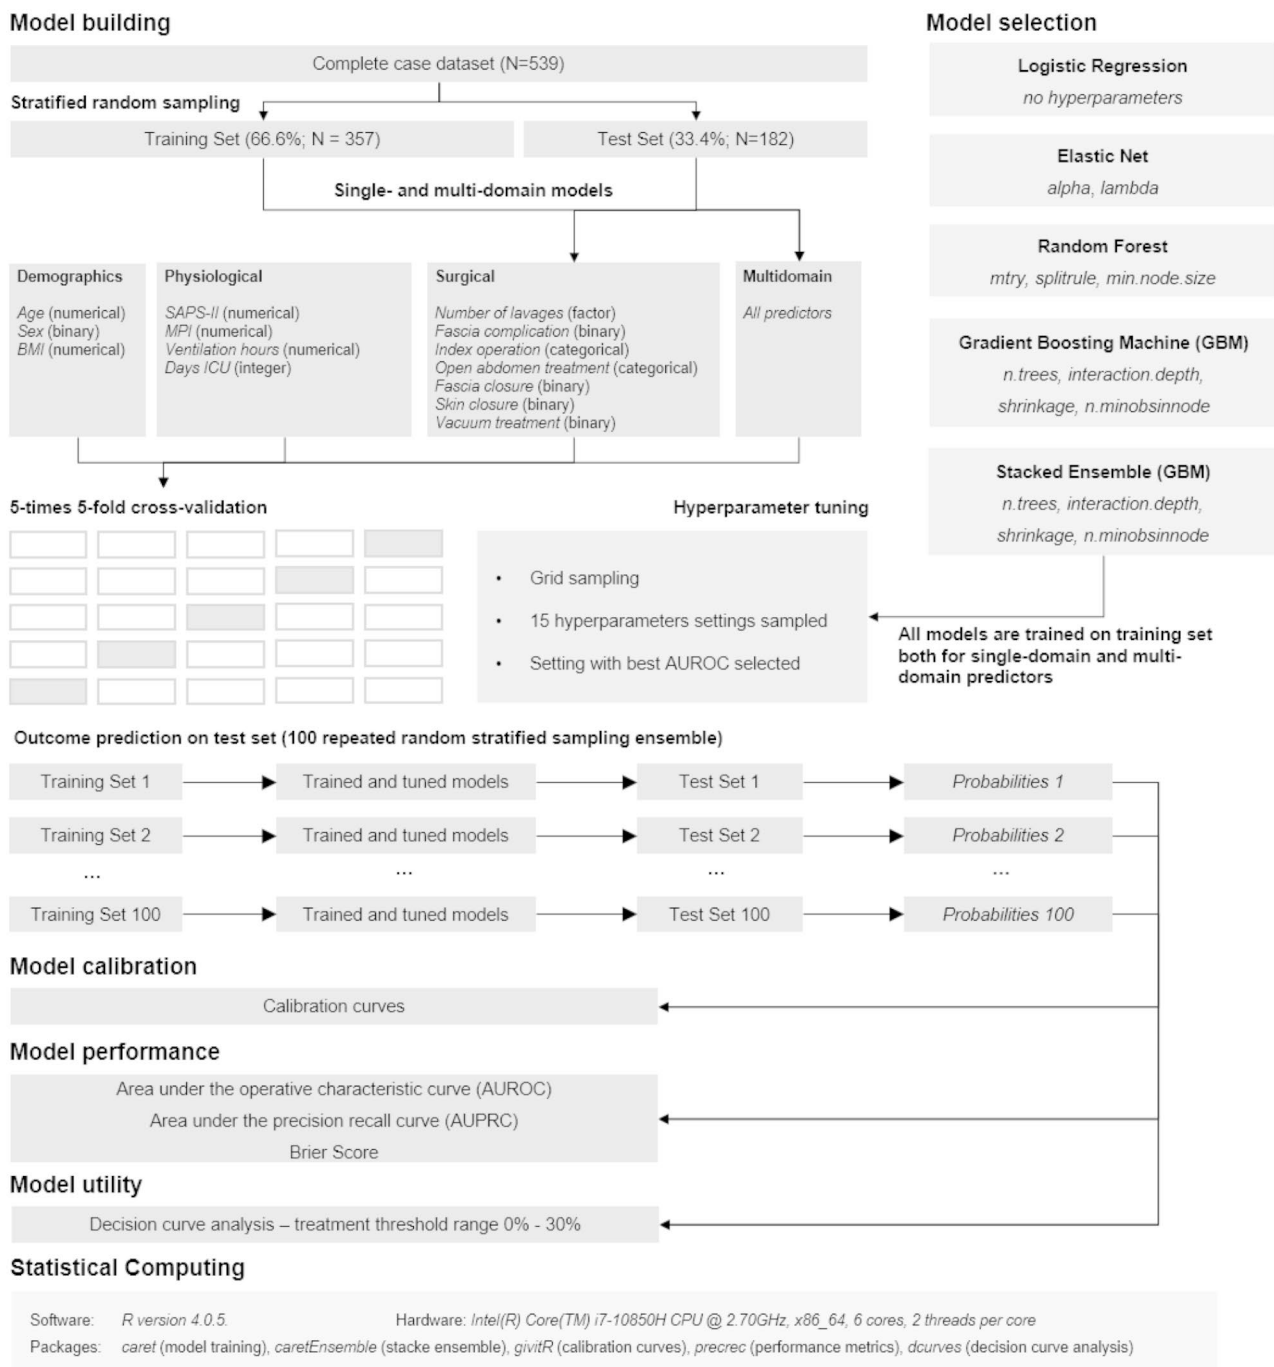 Model building
Complete case dataset (N=539)
Stratified random sampling
Training Set (66.6%; N = 357)
Test Set (33.4%; N=182)
Single- and multi-domain models
Demographics
Age (numerical)
Sex (binary)
BMI (numerical)
Physiological
SAPS-II (numerical)
MPI (numerical)
Ventilation hours (numerical)
Days ICU (integer)
Surgical
Number of lavages (factor)
Fascia complication (binary)
Index operation (categorical)
Open abdomen treatment (categorical)
Fascia closure (binary)
Skin closure (binary)
Vacuum treatment (binary)
Multidomain
All predictors
Model selection
Logistic Regression
no hyperparameters
Elastic Net
alpha, lambda
Random Forest
mtry, splitrule, min.node.size
Gradient Boosting Machine (GBM)
n.trees, interaction.depth,
shrinkage, n.minobsinnode
Stacked Ensemble (GBM)
n.trees, interaction.depth,
shrinkage, n.minobsinnode
All models are trained on training set
both for single-domain and multi-
domain predictors
5-times 5-fold cross-validation
Hyperparameter tuning
• Grid sampling
• 15 hyperparameters settings sampled
• Setting with best AUROC selected
Outcome prediction on test set (100 repeated random stratified sampling ensemble)
Training Set 1
Trained and tuned models
Test Set 1
Probabilities 1
Training Set 2
Trained and tuned models
Test Set 2
Probabilities 2
...
...
...
...
Training Set 100
Trained and tuned models
Test Set 100
Probabilities 100
Model calibration
Calibration curves
Model performance
Area under the operative characteristic curve (AUROC)
Area under the precision recall curve (AUPRC)
Brier Score
Model utility
Decision curve analysis – treatment threshold range 0% - 30%
Statistical Computing
Software: R version 4.0.5. Hardware: Intel(R) Core(TM) i7-10850H CPU @ 2.70GHz, x86_64, 6 cores, 2 threads per core
Packages: caret (model training), caretEnsemble (stacke ensemble), givitR (calibration curves), precrec (performance metrics), dcurves (decision curve analysis)